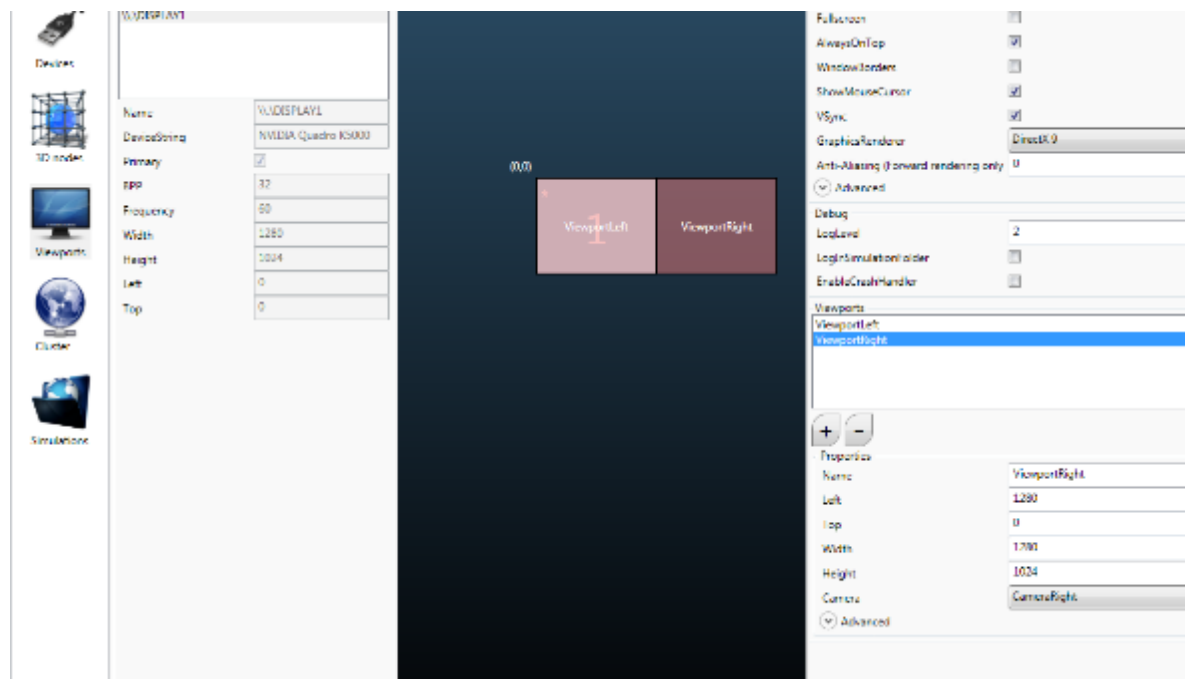 \\.\DISPLAY1
Devices
3D nodes
Viewports
Cluster
Simulations
Name \\.\DISPLAY1
DeviceString NVIDIA Quadro K5000
Primary
BPP 32
Frequency 60
Width 1280
Height 1024
Left 0
Top 0
(0,0)
1
ViewportLeft
ViewportRight
Fullscreen
AlwaysOnTop
WindowBorders
ShowMouseCursor
VSync
GraphicsRenderer DirectX 9
Anti-Aliasing (Forward rendering only 0
Advanced
Debug
LogLevel 2
LogInSimulationFolder
EnableCrashHandler
Viewports
ViewportLeft
ViewportRight
+ -
Properties
Name ViewportRight
Left 1280
Top 0
Width 1280
Height 1024
Camera CameraRight
Advanced